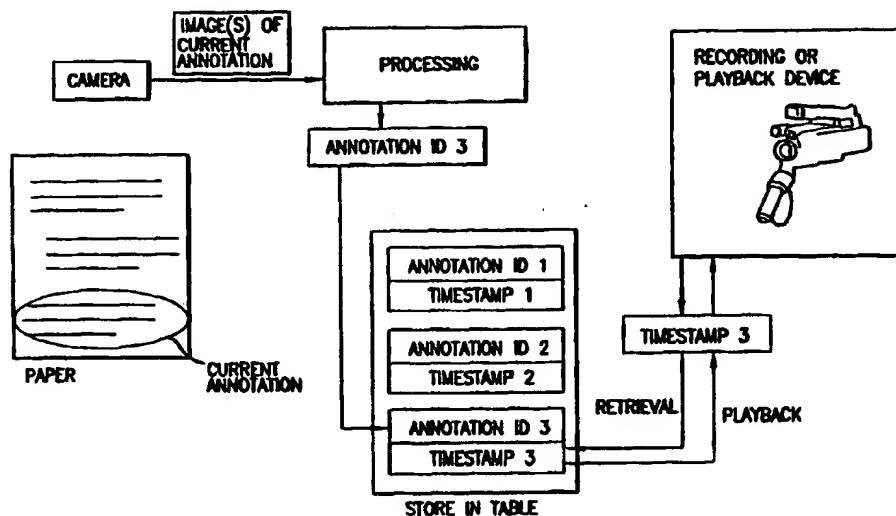 IMAGE(S) OF
CURRENT
ANNOTATION
CAMERA
PROCESSING
RECORDING OR
PLAYBACK DEVICE
ANNOTATION ID 3
ANNOTATION ID 1
TIMESTAMP 1
ANNOTATION ID 2
TIMESTAMP 2
ANNOTATION ID 3
TIMESTAMP 3
STORE IN TABLE
TIMESTAMP 3
RETRIEVAL
PLAYBACK
CURRENT
ANNOTATION
PAPER